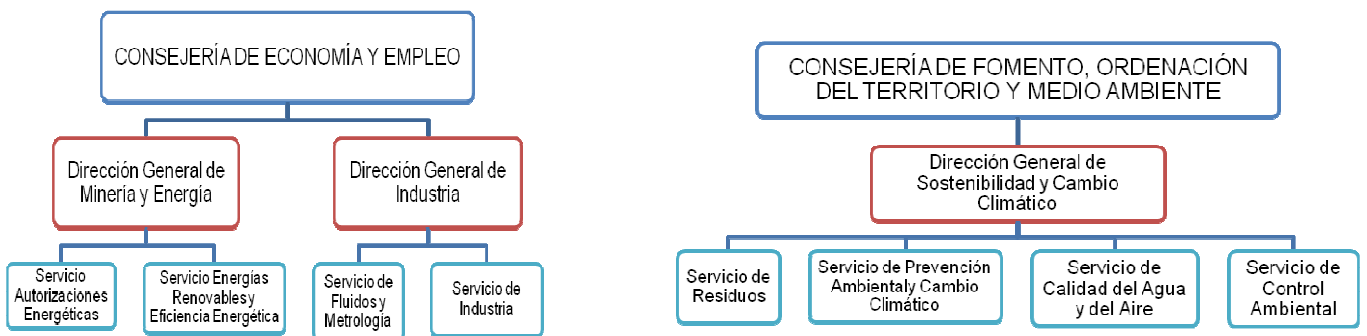 CONSEJERÍA DE ECONOMÍA Y EMPLEO
Dirección General de
Minería y Energía
Dirección General de
Industria
Servicio
Autorizaciones
Energéticas
Servicio Energías
Renovables y
Eficiencia Energética
Servicio de
Fluidos y
Metrología
Servicio de
Industria
CONSEJERÍA DE FOMENTO, ORDENACIÓN
DEL TERRITORIO Y MEDIO AMBIENTE
Dirección General de
Sostenibilidad y Cambio
Climático
Servicio de
Residuos
Servicio de Prevención
Ambiental y Cambio
Climático
Servicio de
Calidad del Agua
y del Aire
Servicio de
Control
Ambiental